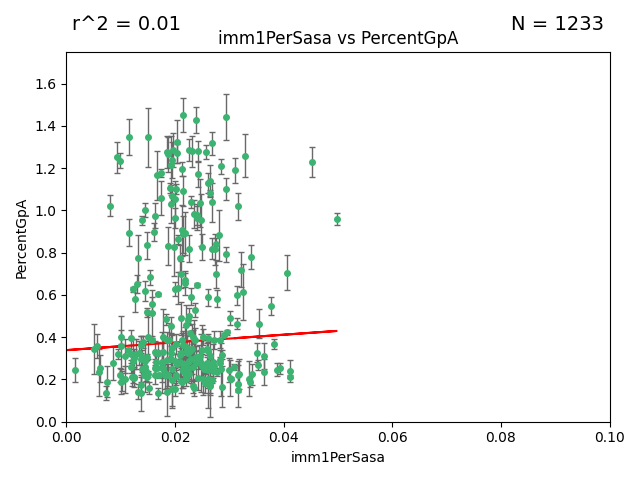 r^2 = 0.01
N = 1233
imm1PerSasa vs PercentGpA
PercentGpA
1.6
1.4
1.2
1.0
0.8
0.6
0.4
0.2
0.0
0.00 0.02 0.04 0.06 0.08 0.10
imm1PerSasa